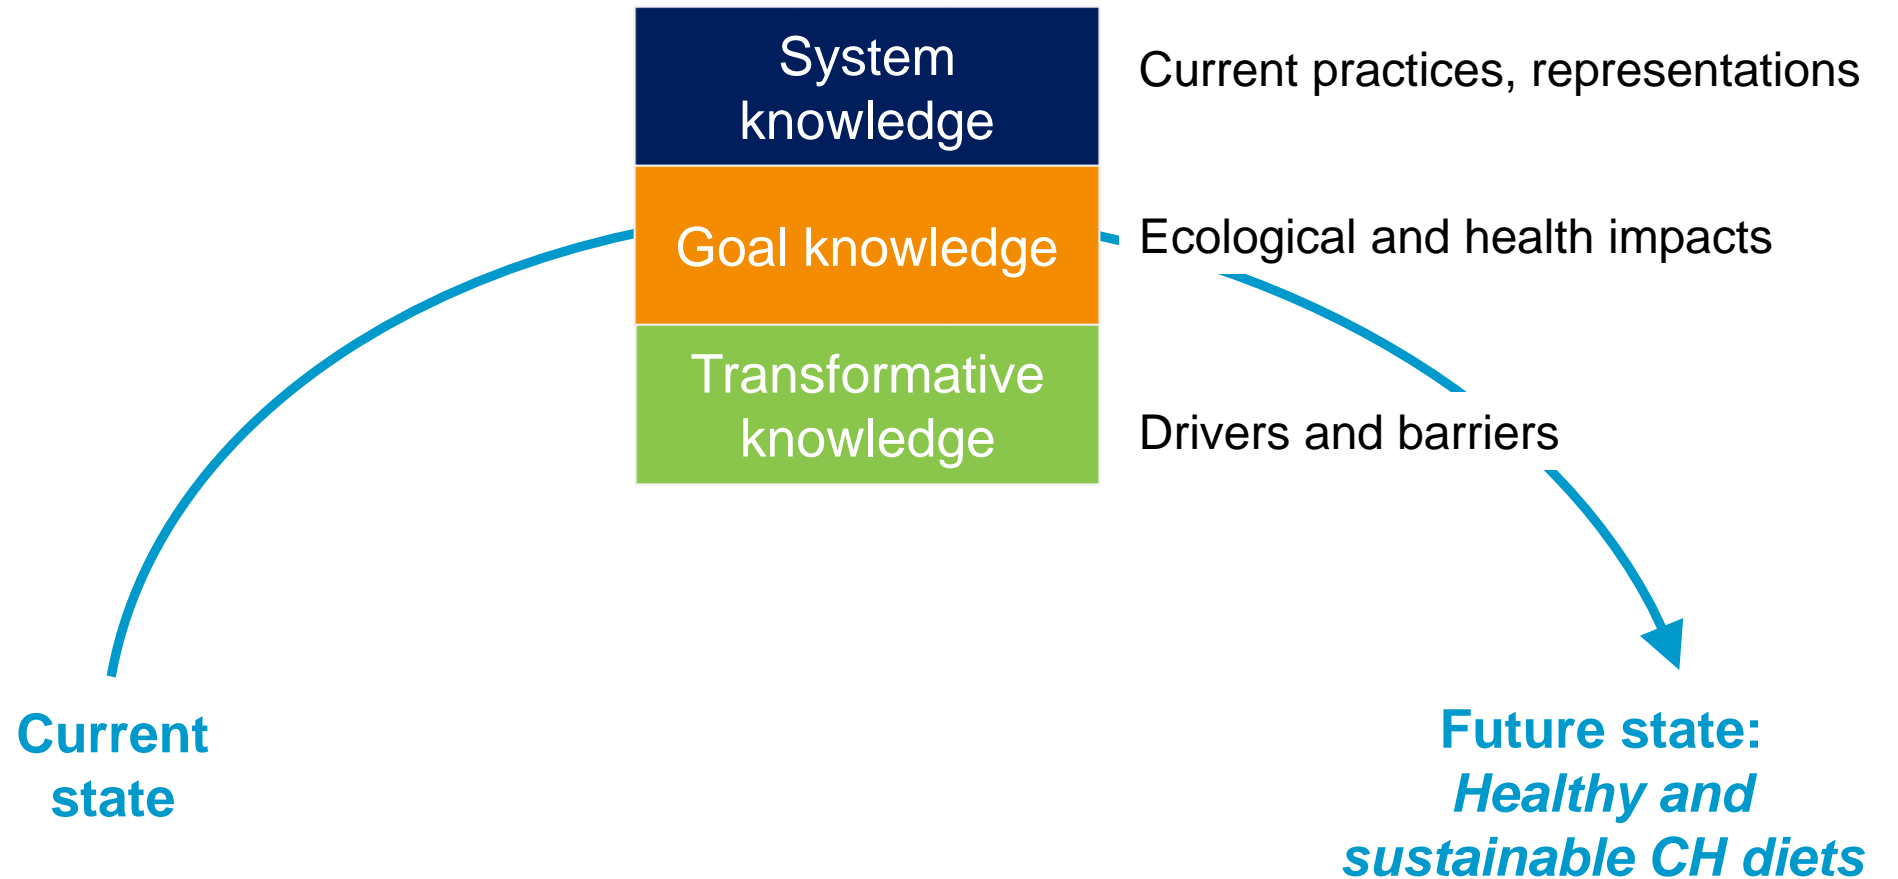 System
knowledge
Current practices, representations
Goal knowledge
Ecological and health impacts
Transformative
knowledge
Drivers and barriers
Current
state
Future state:
Healthy and
sustainable CH diets